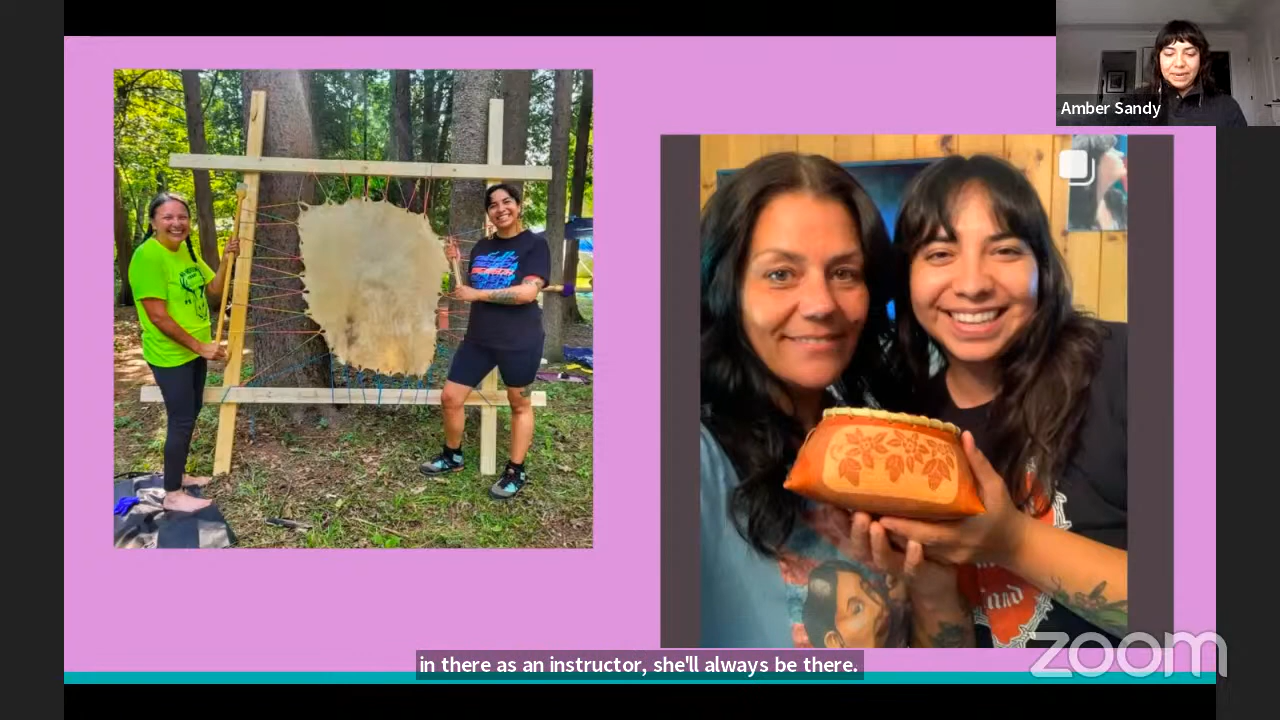 Amber Sandy
in there as an instructor, she'll always be there.
zoom